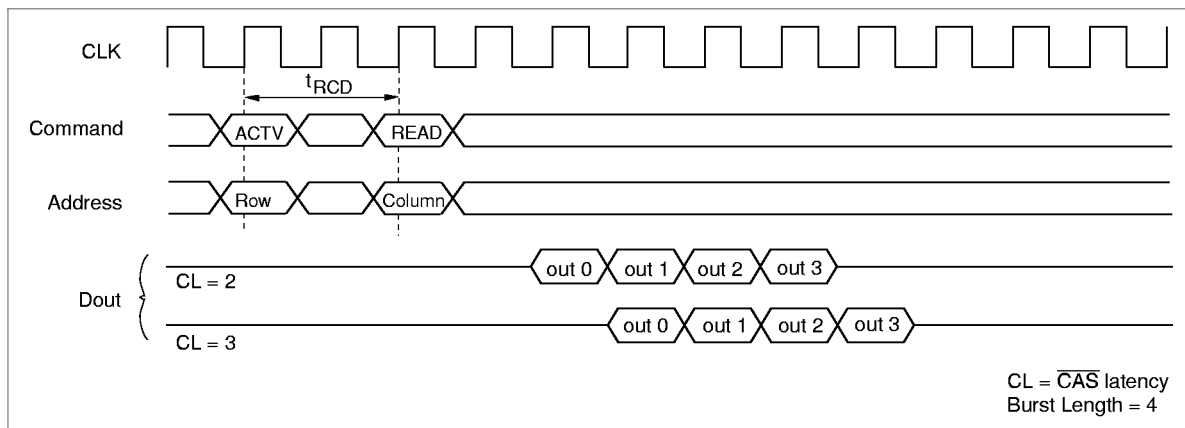 CLK
tRCD
Command
ACTV
READ
Address
Row
Column
out 0 out 1 out 2 out 3
CL = 2
Dout
out 0 out 1 out 2 out 3
CL = 3
CL = CAS latency
Burst Length = 4